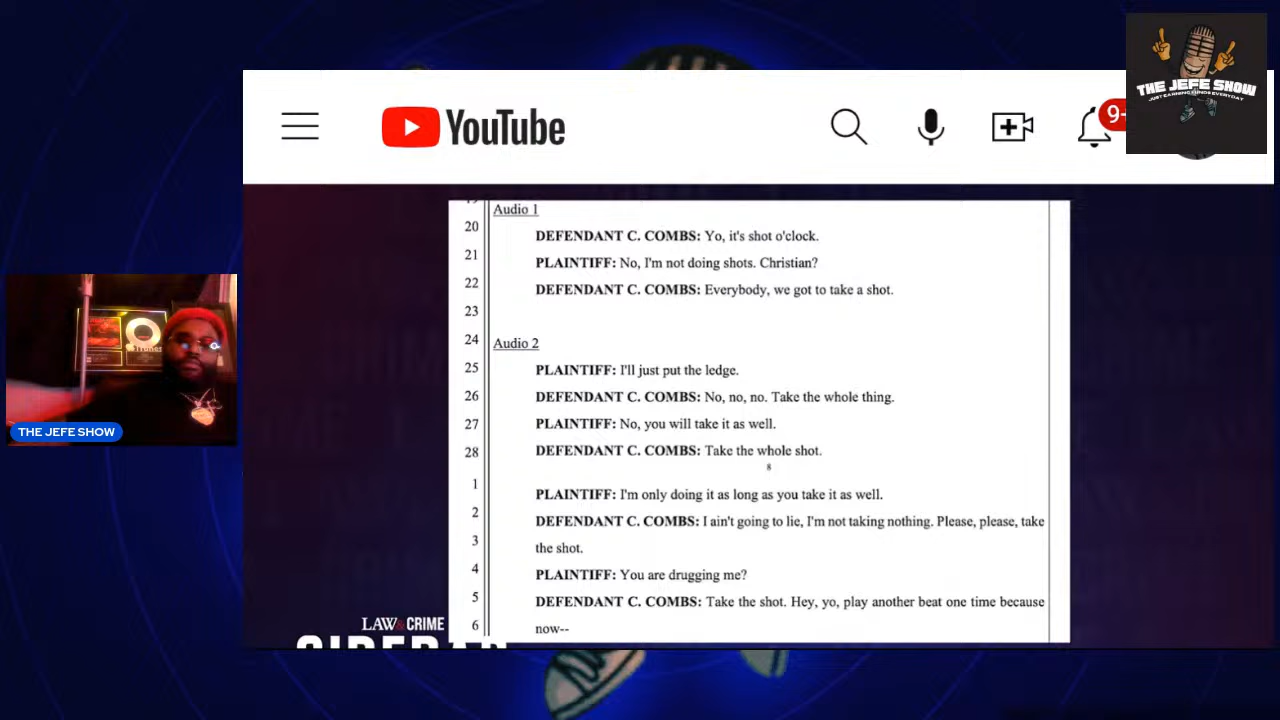 THE JEFE SHOW
JUST EARNING FUNDS EVERYDAY
YouTube
9+
Audio 1
20
DEFENDANT C. COMBS: Yo, it's shot o'clock.
21
PLAINTIFF: No, I'm not doing shots. Christian?
22
DEFENDANT C. COMBS: Everybody, we got to take a shot.
23
24
Audio 2
25
PLAINTIFF: I'll just put the ledge.
26
DEFENDANT C. COMBS: No, no, no. Take the whole thing.
27
PLAINTIFF: No, you will take it as well.
28
DEFENDANT C. COMBS: Take the whole shot.
8
1
PLAINTIFF: I'm only doing it as long as you take it as well.
2
DEFENDANT C. COMBS: I ain't going to lie, I'm not taking nothing. Please, please, take
3
the shot.
4
PLAINTIFF: You are drugging me?
5
DEFENDANT C. COMBS: Take the shot. Hey, yo, play another beat one time because
6
now--
THE JEFE SHOW
LAW&CRIME
SIDEBAR